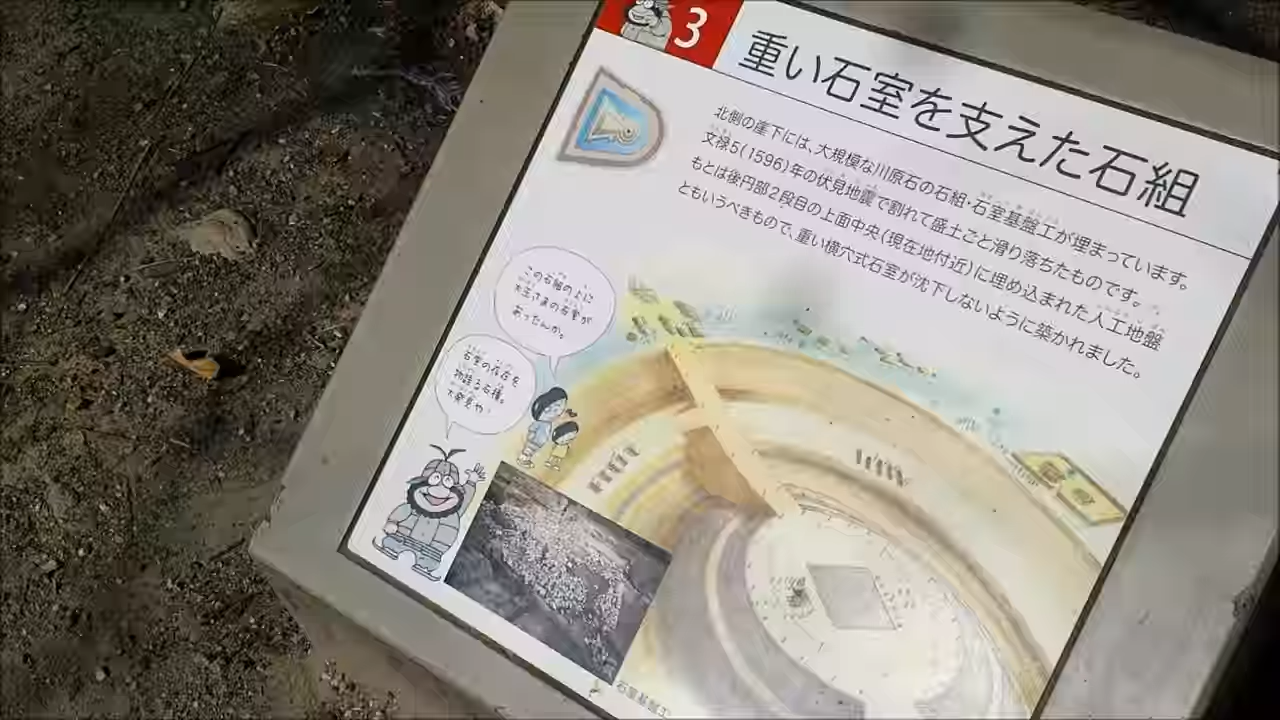 3
重い石室を支えた石組
北側の崖下には、大規模な川原石の石組・石室基盤工が埋まっています。
文禄5(1596)年の伏見地震で割れて盛土ごと滑り落ちたものです。
もとは後円部2段目の上面中央(現在地付近)に埋め込まれた人工地盤
ともいうべきもので、重い横穴式石室が沈下しないように築かれました。
この石組の上に
大王さまの石室が
あったんか。
石室の存在を
物語る石種。
大発見や!
石室基盤工